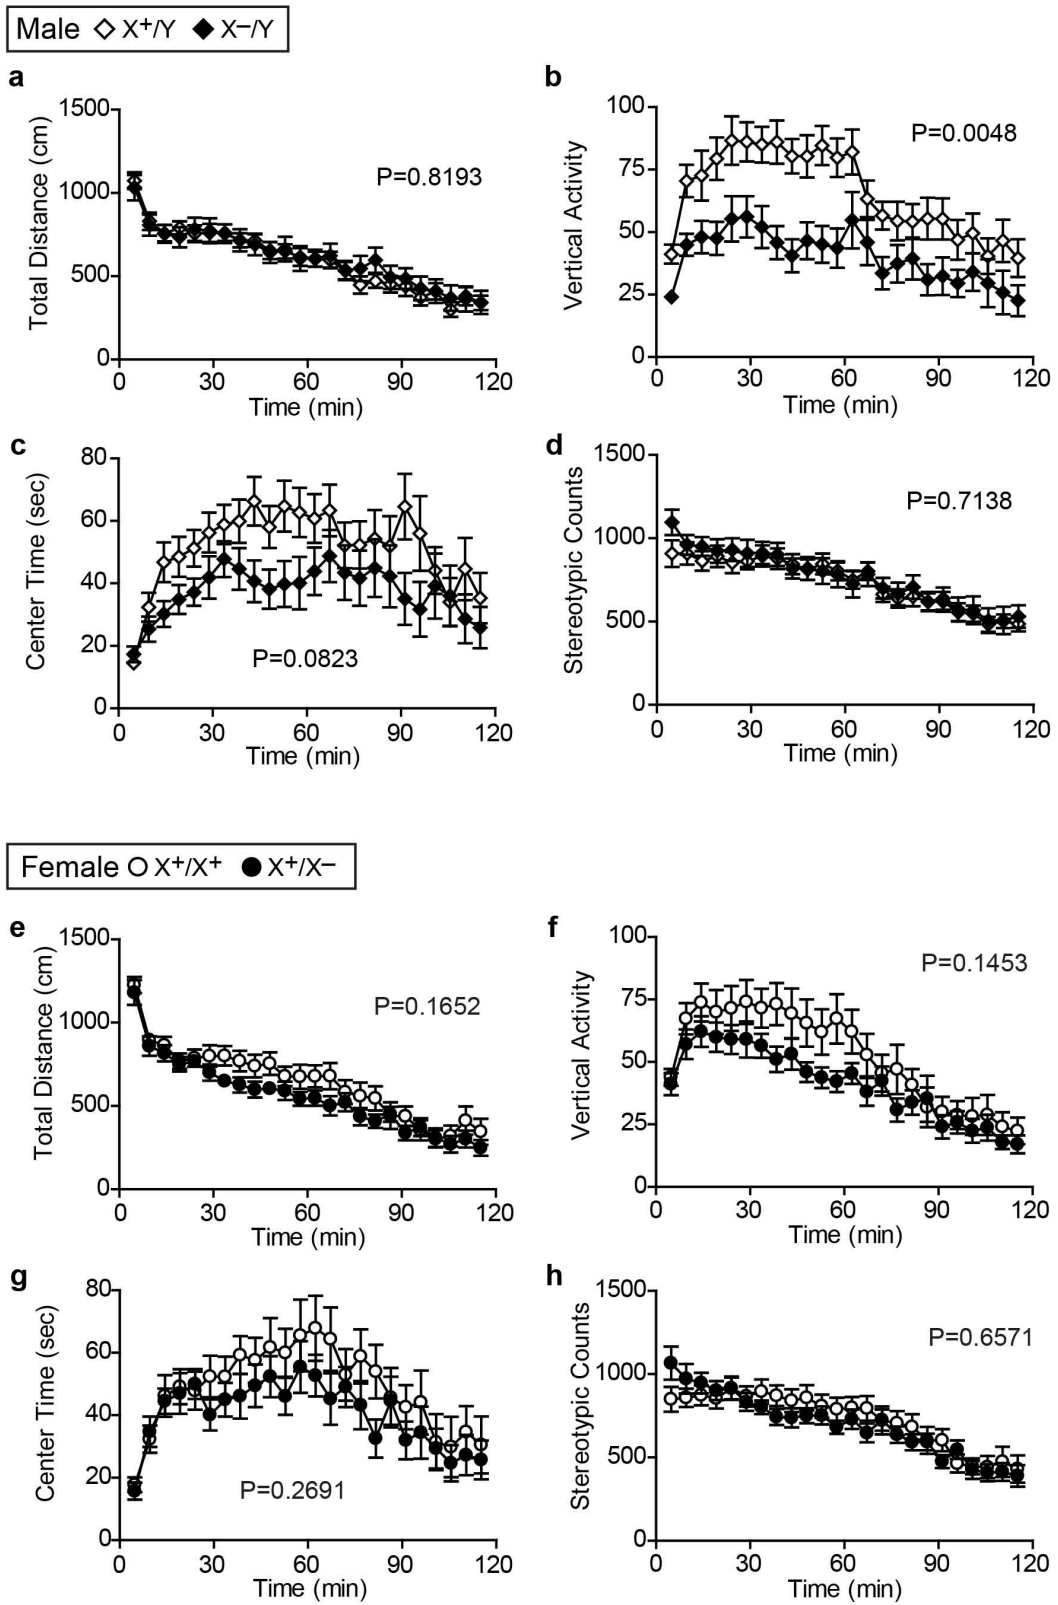 Male ◇ X⁺/Y ◆ X⁻/Y
a
1500
1000
500
0
Total Distance (cm)
P=0.8193
0 30 60 90 120
Time (min)
b
100
75
50
25
0
Vertical Activity
P=0.0048
0 30 60 90 120
Time (min)
c
80
60
40
20
0
Center Time (sec)
P=0.0823
0 30 60 90 120
Time (min)
d
1500
1000
500
0
Stereotypic Counts
P=0.7138
0 30 60 90 120
Time (min)
Female ○ X⁺/X⁺ ● X⁺/X⁻
e
1500
1000
500
0
Total Distance (cm)
P=0.1652
0 30 60 90 120
Time (min)
f
100
75
50
25
0
Vertical Activity
P=0.1453
0 30 60 90 120
Time (min)
g
80
60
40
20
0
Center Time (sec)
P=0.2691
0 30 60 90 120
Time (min)
h
1500
1000
500
0
Stereotypic Counts
P=0.6571
0 30 60 90 120
Time (min)